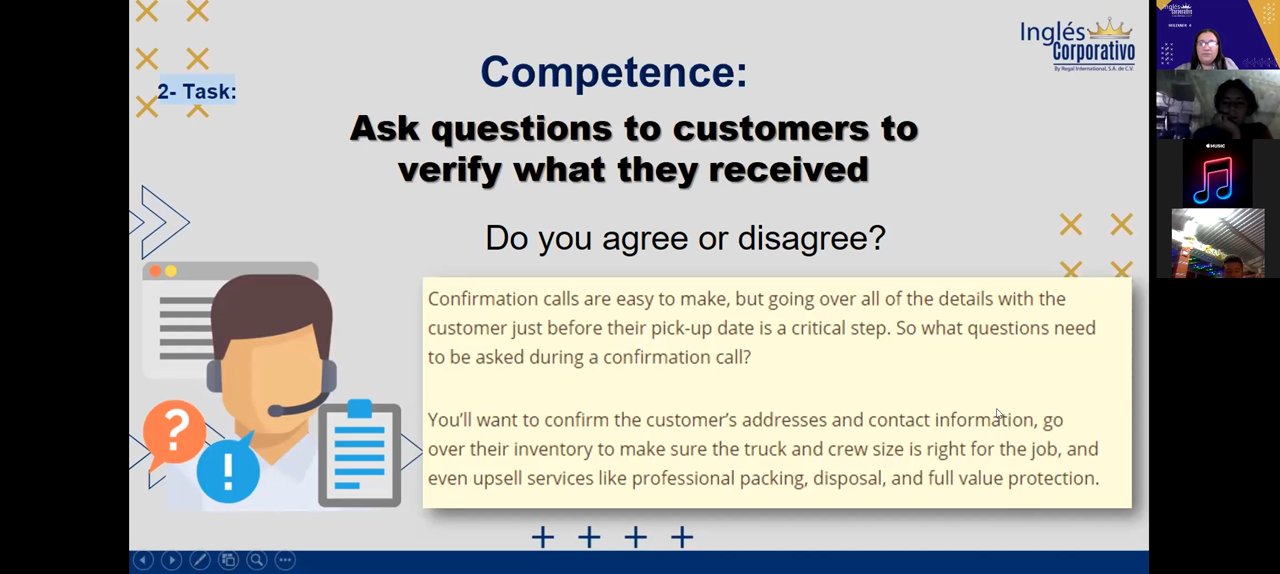 Inglés
Corporativo
By Regal International, S.A. de C.V.
Competence:
2- Task:
Ask questions to customers to
verify what they received
Do you agree or disagree?
Confirmation calls are easy to make, but going over all of the details with the
customer just before their pick-up date is a critical step. So what questions need
to be asked during a confirmation call?
You'll want to confirm the customer's addresses and contact information, go
over their inventory to make sure the truck and crew size is right for the job, and
even upsell services like professional packing, disposal, and full value protection.
?
!
Inglés
Corporativo
MUSIC